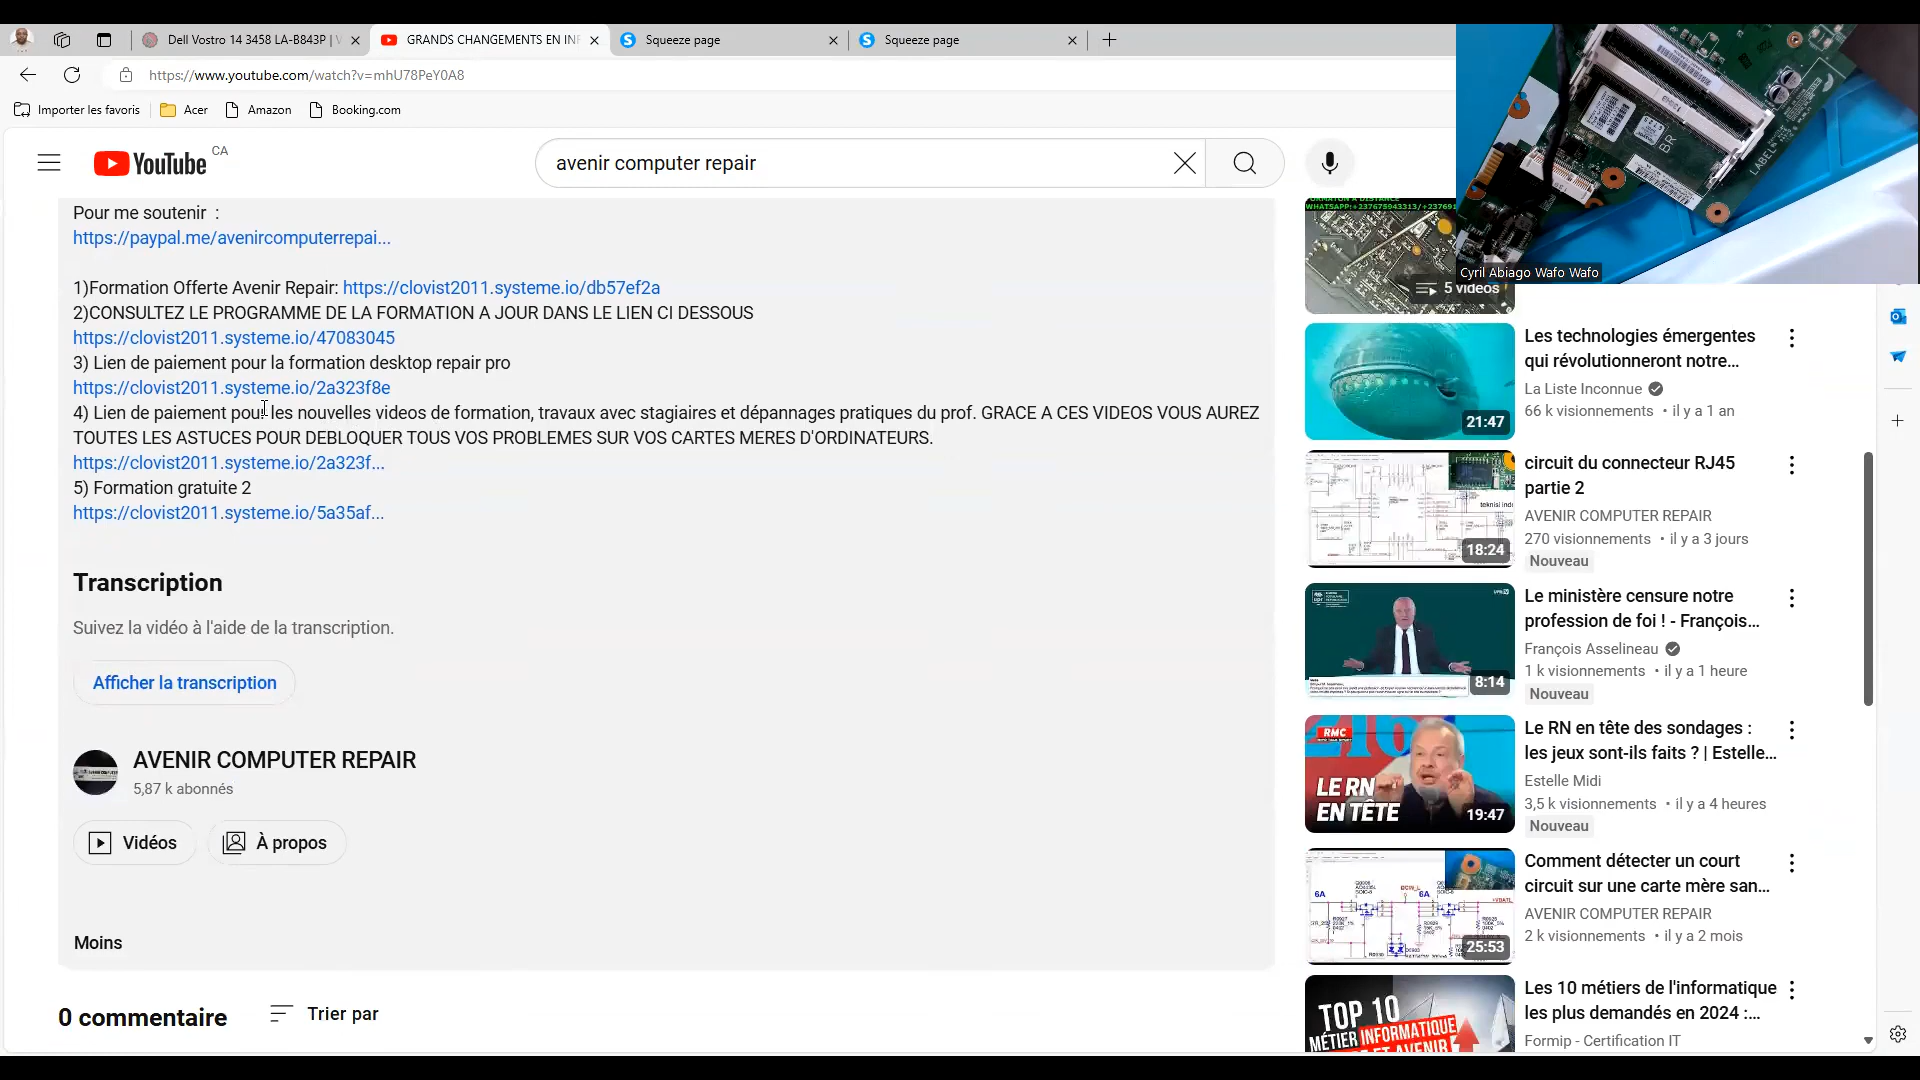 Dell Vostro 14 3458 LA-B843P |
GRANDS CHANGEMENTS EN INF
Squeeze page
Squeeze page
https://www.youtube.com/watch?v=mhU78PeY0A8
Importer les favoris
Acer
Amazon
Booking.com
YouTube CA
avenir computer repair
Pour me soutenir :
https://paypal.me/avenircomputerrepai...
1)Formation Offerte Avenir Repair: https://clovist2011.systeme.io/db57ef2a
2)CONSULTEZ LE PROGRAMME DE LA FORMATION A JOUR DANS LE LIEN CI DESSOUS
https://clovist2011.systeme.io/47083045
3) Lien de paiement pour la formation desktop repair pro
https://clovist2011.systeme.io/2a323f8e
4) Lien de paiement pour les nouvelles videos de formation, travaux avec stagiaires et dépannages pratiques du prof. GRACE A CES VIDEOS VOUS AUREZ
TOUTES LES ASTUCES POUR DEBLOQUER TOUS VOS PROBLEMES SUR VOS CARTES MERES D'ORDINATEURS.
https://clovist2011.systeme.io/2a323f...
5) Formation gratuite 2
https://clovist2011.systeme.io/5a35af...
Transcription
Suivez la vidéo à l'aide de la transcription.
Afficher la transcription
AVENIR COMPUTER REPAIR
5,87 k abonnés
Vidéos
À propos
Moins
0 commentaire
Trier par
BR
LABEL
Cyril Abiago Wafo Wafo
WHATSAPP:+237675943313/+23769
5 vidéos
21:47
Les technologies émergentes
qui révolutionneront notre...
La Liste Inconnue
66 k visionnements • il y a 1 an
teknisi ind
18:24
circuit du connecteur RJ45
partie 2
AVENIR COMPUTER REPAIR
270 visionnements • il y a 3 jours
Nouveau
8:14
Le ministère censure notre
profession de foi ! - François...
François Asselineau
1 k visionnements • il y a 1 heure
Nouveau
RMC
LE RN
EN TÊTE
19:47
Le RN en tête des sondages :
les jeux sont-ils faits ? | Estelle...
Estelle Midi
3,5 k visionnements • il y a 4 heures
Nouveau
6A
6A
25:53
Comment détecter un court
circuit sur une carte mère san...
AVENIR COMPUTER REPAIR
2 k visionnements • il y a 2 mois
TOP 10
MÉTIER INFORMATIQUE
ET AVENIR
Les 10 métiers de l'informatique
les plus demandés en 2024 :...
Formip - Certification IT